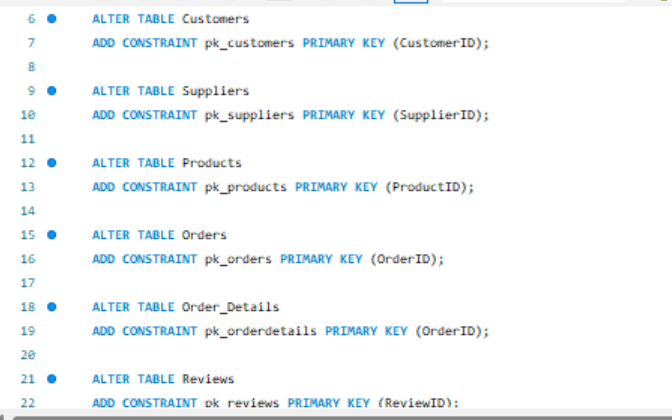 6 ALTER TABLE Customers
7 ADD CONSTRAINT pk_customers PRIMARY KEY (CustomerID);
8
9 ALTER TABLE Suppliers
10 ADD CONSTRAINT pk_suppliers PRIMARY KEY (SupplierID);
11
12 ALTER TABLE Products
13 ADD CONSTRAINT pk_products PRIMARY KEY (ProductID);
14
15 ALTER TABLE Orders
16 ADD CONSTRAINT pk_orders PRIMARY KEY (OrderID);
17
18 ALTER TABLE Order_Details
19 ADD CONSTRAINT pk_orderdetails PRIMARY KEY (OrderID);
20
21 ALTER TABLE Reviews
22 ADD CONSTRAINT pk_reviews PRIMARY KEY (ReviewID);